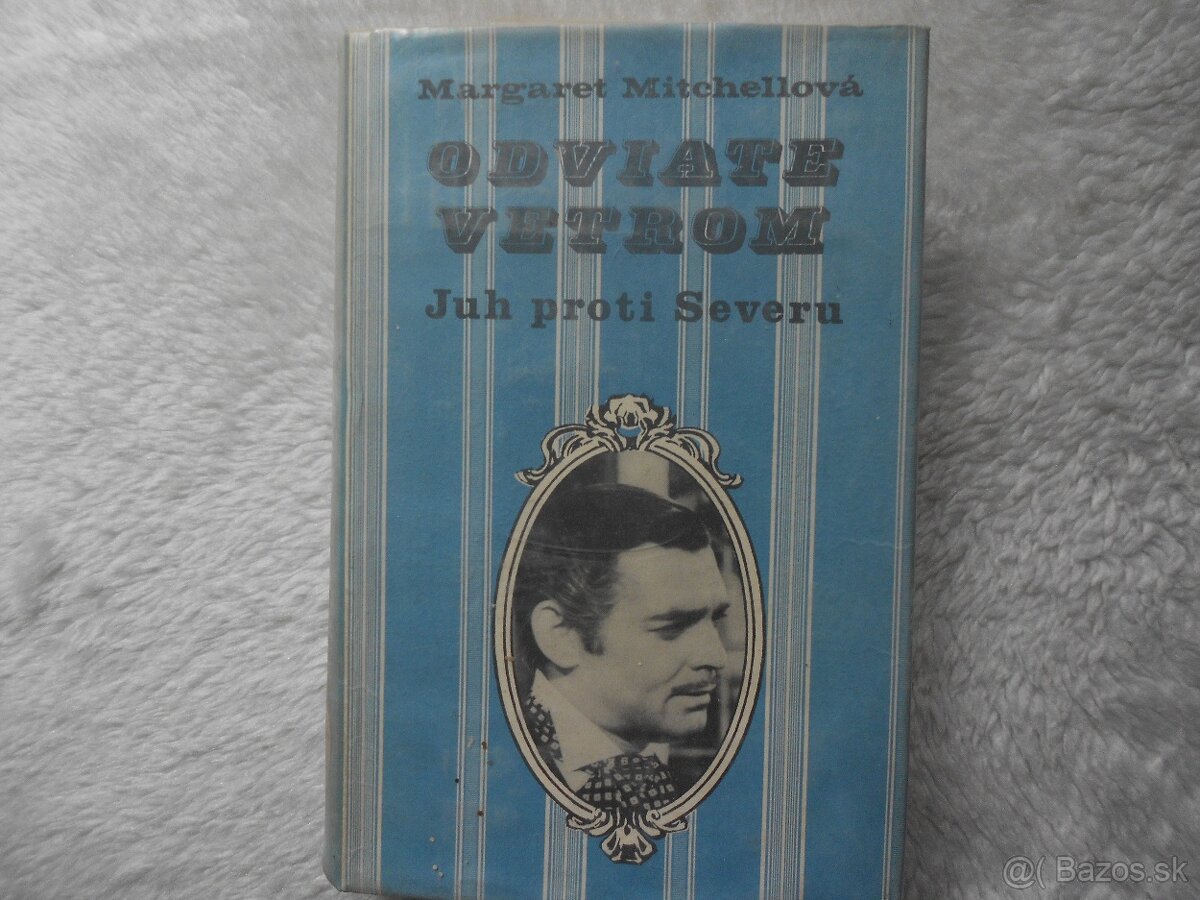 Margaret Mitchellová
ODVIATE
VETROM
Juh proti Severu
@( Bazos.sk